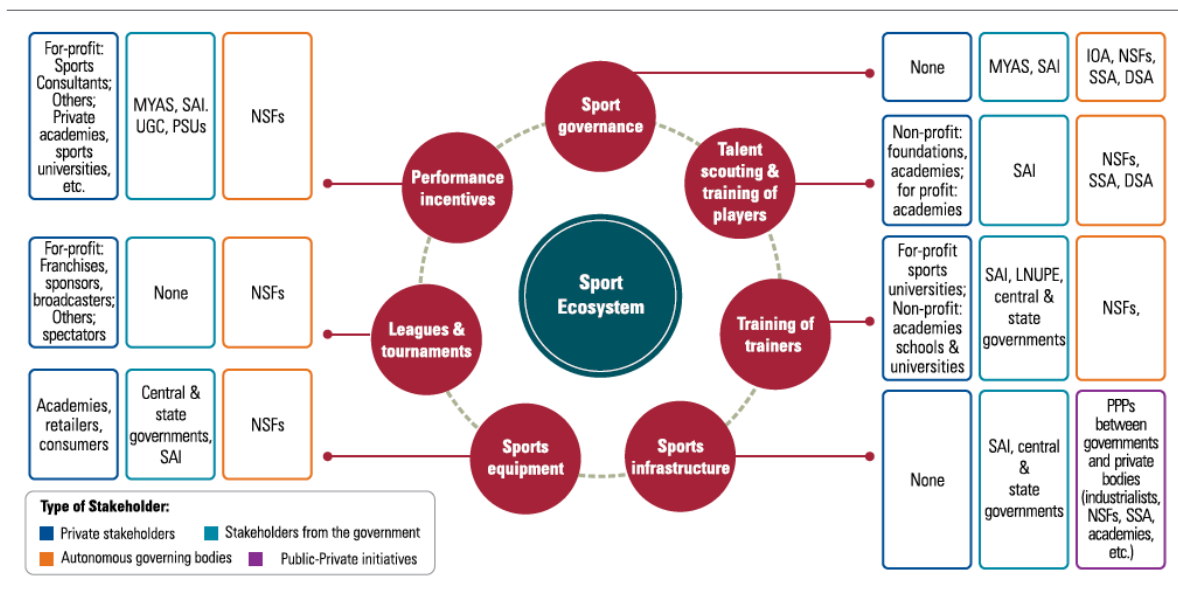 For-profit:
Sports
Consultants;
Others;
Private
academies,
sports
universities,
etc.
MYAS, SAI.
UGC, PSUs
NSFs
Performance
incentives
For-profit:
Franchises,
sponsors,
broadcasters;
Others;
spectators
None
NSFs
Leagues &
tournaments
Academies,
retailers,
consumers
Central &
state
governments,
SAI
NSFs
Sports
equipment
Sport
Ecosystem
Sport
governance
None
MYAS, SAI
IOA, NSFs,
SSA, DSA
Talent
scouting &
training of
players
Non-profit:
foundations,
academies;
for profit:
academies
SAI
NSFs,
SSA, DSA
Training of
trainers
For-profit
sports
universities;
Non-profit:
academies
schools &
universities
SAI, LNUPE,
central &
state
governments
NSFs,
Sports
infrastructure
None
SAI, central
&
state
governments
PPPs
between
governments
and private
bodies
(industrialists,
NSFs, SSA,
academies,
etc.)
Type of Stakeholder:
Private stakeholders
Stakeholders from the government
Autonomous governing bodies
Public-Private initiatives